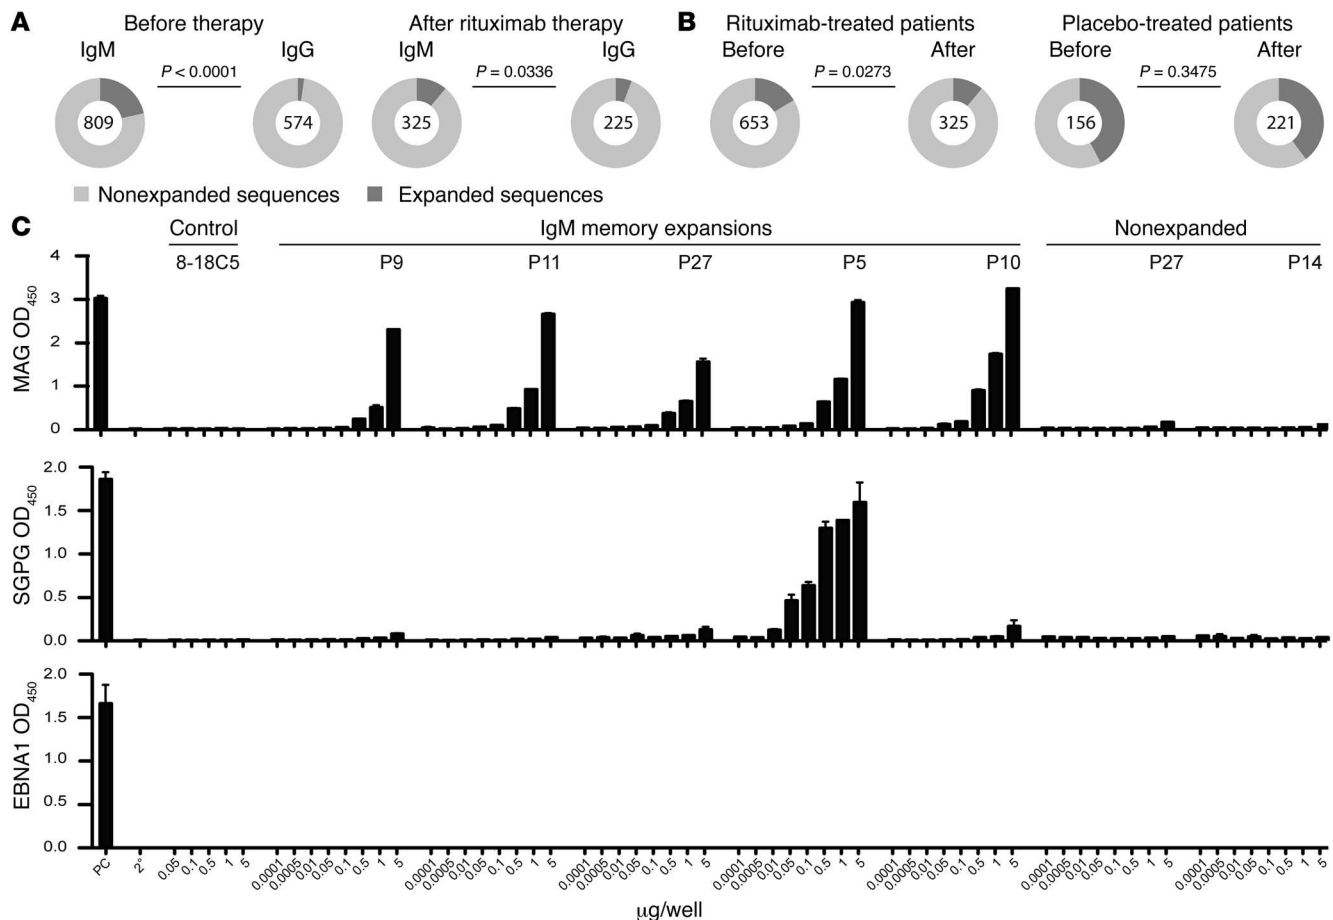 A
Before therapy
IgM
IgG
P < 0.0001
809
574
After rituximab therapy
IgM
IgG
P = 0.0336
325
225
B
Rituximab-treated patients
Before
After
P = 0.0273
653
325
Placebo-treated patients
Before
After
P = 0.3475
156
221
Nonexpanded sequences
Expanded sequences
C
Control
IgM memory expansions
Nonexpanded
8-18C5
P9
P11
P27
P5
P10
P27
P14
MAG OD450
4
3
2
1
0
SGPG OD450
2.0
1.5
1.0
0.5
0.0
EBNA1 OD450
2.0
1.5
1.0
0.5
0.0
PC
2°
0.05 0.1 0.5 1 5
0.0001 0.0005 0.01 0.05 0.1 0.5 1 5
0.0001 0.0005 0.01 0.05 0.1 0.5 1 5
0.0001 0.0005 0.01 0.05 0.1 0.5 1 5
0.0001 0.0005 0.01 0.05 0.1 0.5 1 5
0.0001 0.0005 0.01 0.05 0.1 0.5 1 5
0.0001 0.0005 0.01 0.05 0.1 0.5 1 5
0.0001 0.0005 0.01 0.05 0.1 0.5 1 5
μg/well